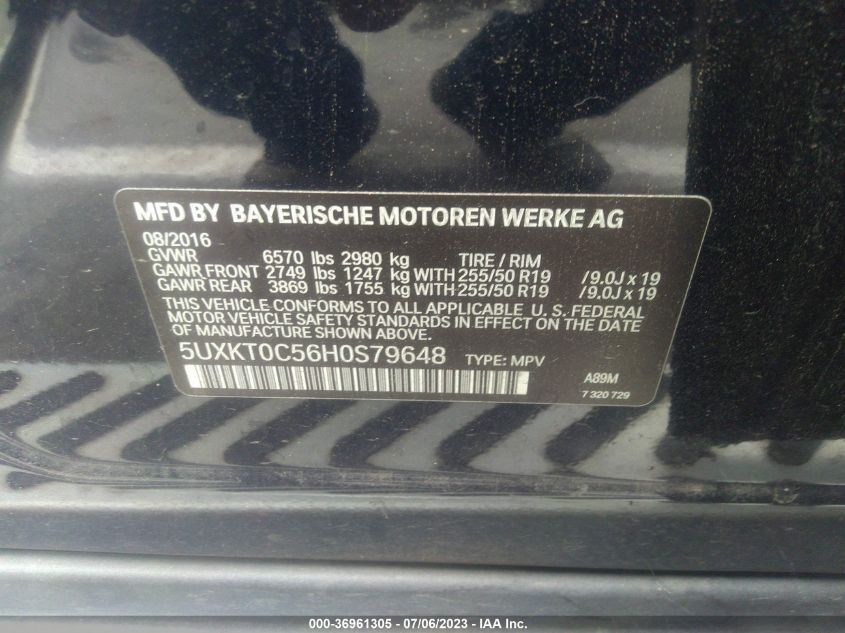 MFD BY BAYERISCHE MOTOREN WERKE AG
08/2016
GVWR 6570 lbs 2980 kg TIRE / RIM
GAWR FRONT 2749 lbs 1247 kg WITH 255/50 R19 /9.0J x 19
GAWR REAR 3869 lbs 1755 kg WITH 255/50 R19 /9.0J x 19
THIS VEHICLE CONFORMS TO ALL APPLICABLE U.S. FEDERAL
MOTOR VEHICLE SAFETY STANDARDS IN EFFECT ON THE DATE
OF MANUFACTURE SHOWN ABOVE.
5UXKT0C56H0S79648 TYPE: MPV
A89M
7 320 729
000-36961305 - 07/06/2023 - IAA Inc.